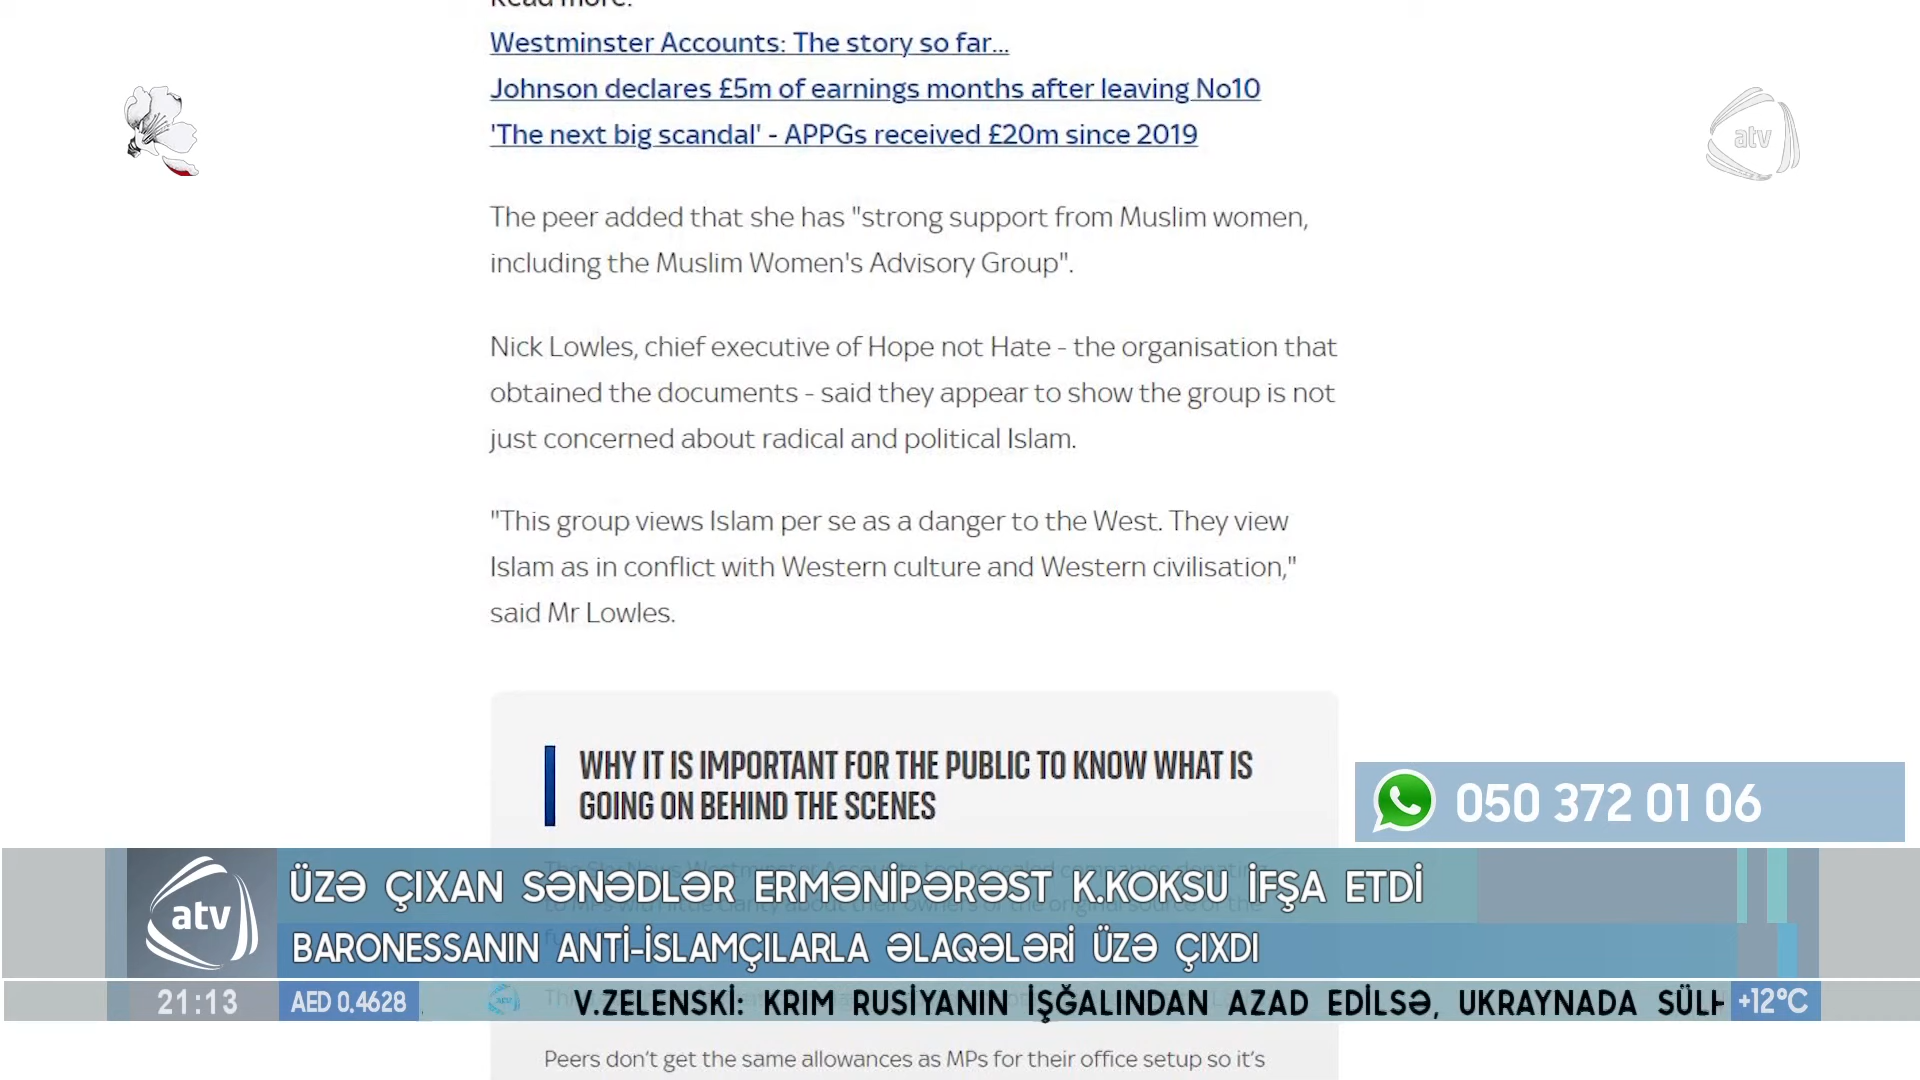 Read more:
Westminster Accounts: The story so far...
Johnson declares £5m of earnings months after leaving No10
'The next big scandal' - APPGs received £20m since 2019
atv
The peer added that she has "strong support from Muslim women,
including the Muslim Women's Advisory Group".
Nick Lowles, chief executive of Hope not Hate - the organisation that
obtained the documents - said they appear to show the group is not
just concerned about radical and political Islam.
"This group views Islam per se as a danger to the West. They view
Islam as in conflict with Western culture and Western civilisation,"
said Mr Lowles.
WHY IT IS IMPORTANT FOR THE PUBLIC TO KNOW WHAT IS
GOING ON BEHIND THE SCENES
050 372 01 06
atv
ÜZƏ ÇIXAN SƏNƏDLƏR ERMƏNİPƏRƏST K.KOKSU İFŞA ETDİ
BARONESSANIN ANTİ-İSLAMÇILARLA ƏLAQƏLƏRİ ÜZƏ ÇIXDI
21:13 AED 0.4628 V.ZELENSKİ: KRIM RUSİYANIN İŞĞALINDAN AZAD EDİLSƏ, UKRAYNADA SÜLH +12°C
Peers don't get the same allowances as MPs for their office setup so it's